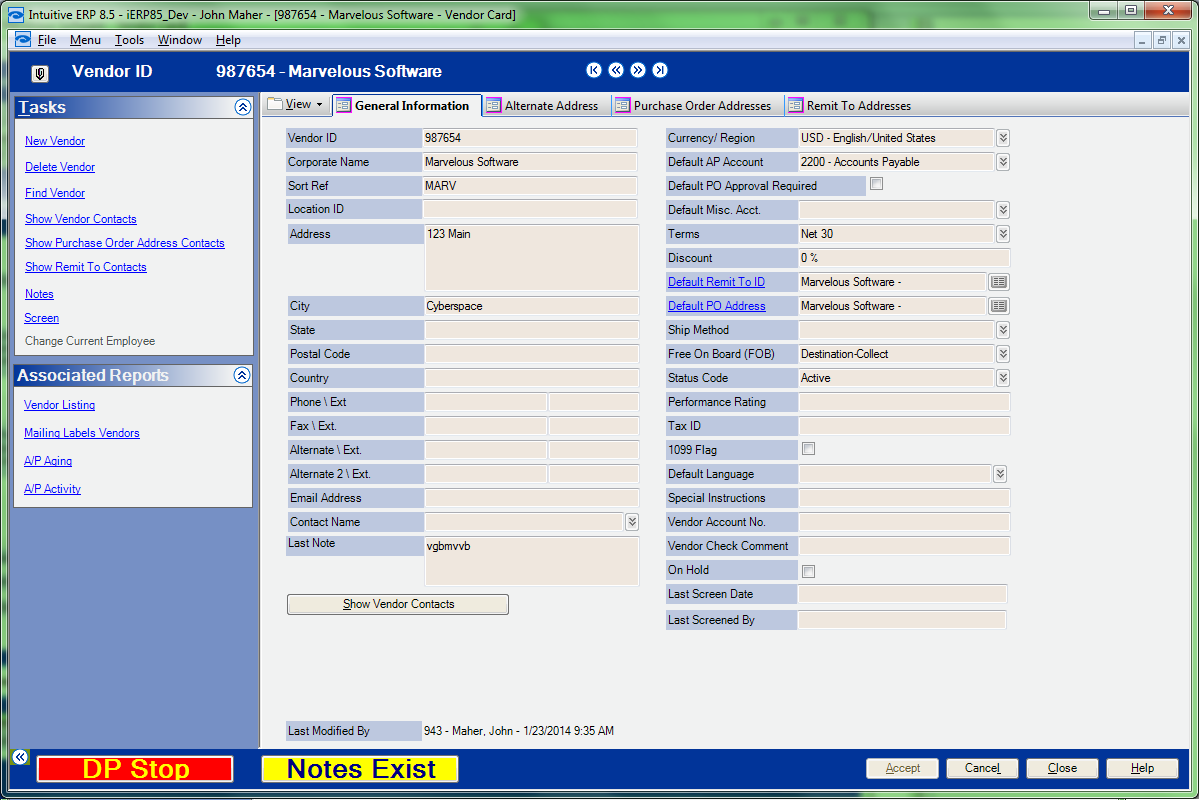 Intuitive ERP 8.5 - iERP85_Dev - John Maher - [987654 - Marvelous Software - Vendor Card]
File Menu Tools Window Help
Vendor ID 987654 - Marvelous Software
Tasks
New Vendor
Delete Vendor
Find Vendor
Show Vendor Contacts
Show Purchase Order Address Contacts
Show Remit To Contacts
Notes
Screen
Change Current Employee
Associated Reports
Vendor Listing
Mailing Labels Vendors
A/P Aging
A/P Activity
View General Information Alternate Address Purchase Order Addresses Remit To Addresses
Vendor ID 987654
Corporate Name Marvelous Software
Sort Ref MARV
Location ID
Address 123 Main
City Cyberspace
State
Postal Code
Country
Phone \ Ext
Fax \ Ext.
Alternate \ Ext.
Alternate 2 \ Ext.
Email Address
Contact Name
Last Note vgbmvvb
Show Vendor Contacts
Currency/ Region USD - English/United States
Default AP Account 2200 - Accounts Payable
Default PO Approval Required
Default Misc. Acct.
Terms Net 30
Discount 0 %
Default Remit To ID Marvelous Software -
Default PO Address Marvelous Software -
Ship Method
Free On Board (FOB) Destination-Collect
Status Code Active
Performance Rating
Tax ID
1099 Flag
Default Language
Special Instructions
Vendor Account No.
Vendor Check Comment
On Hold
Last Screen Date
Last Screened By
Last Modified By 943 - Maher, John - 1/23/2014 9:35 AM
DP Stop Notes Exist Accept Cancel Close Help